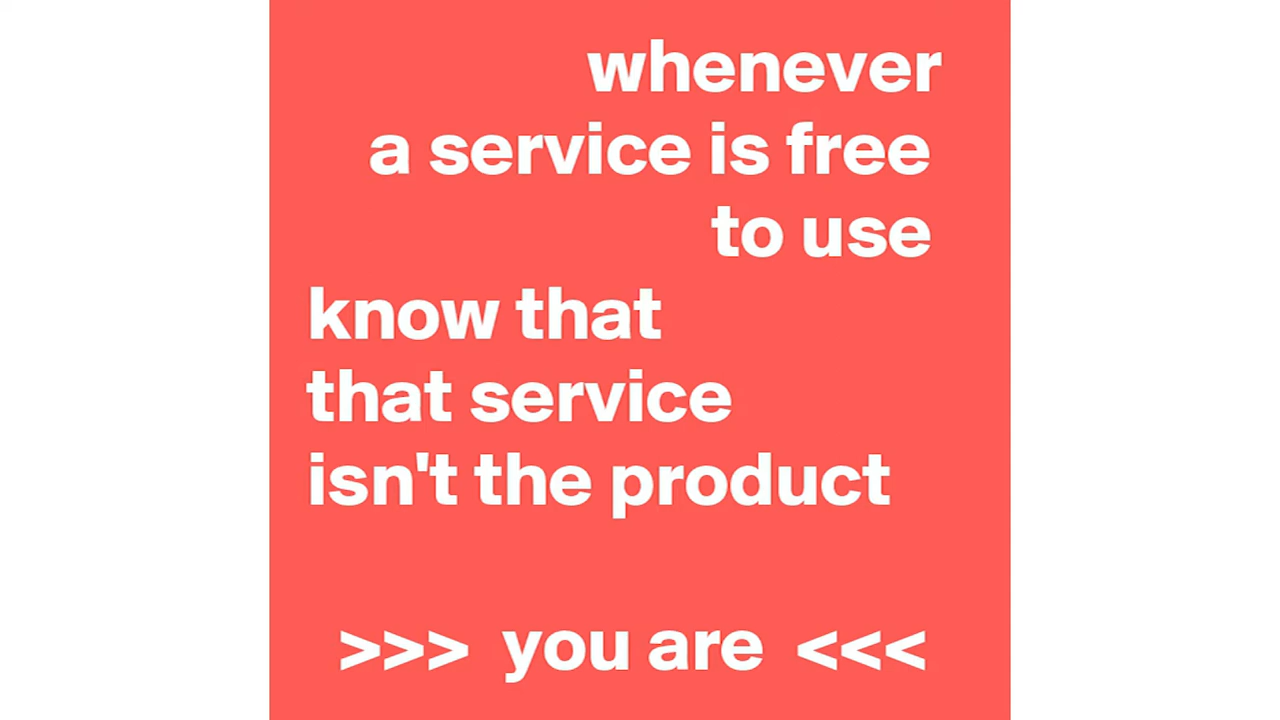 whenever
a service is free
to use
know that
that service
isn't the product
>>> you are <<<